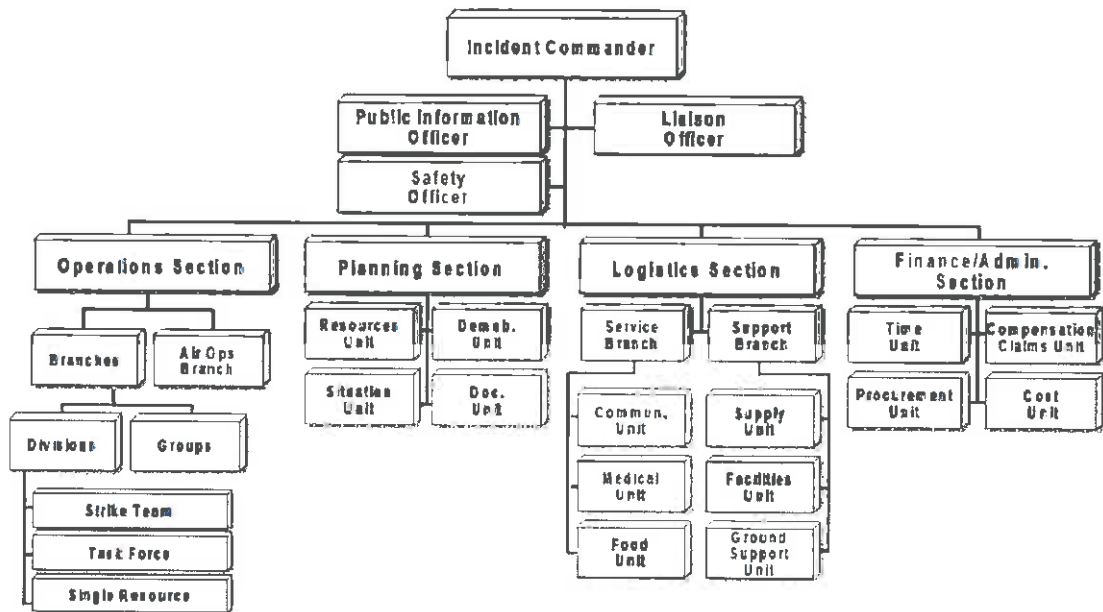 Incident Commander
Public Information
Officer
Liaison
Officer
Safety
Officer
Operations Section
Planning Section
Logistics Section
Finance/Admin.
Section
Resources
Unit
Demob.
Unit
Service
Branch
Support
Branch
Time
Unit
Compensation
Claims Unit
Branches
Air Ops
Branch
Situation
Unit
Doc.
Unit
Procurement
Unit
Cost
Unit
Commun.
Unit
Supply
Unit
Divisions
Groups
Medical
Unit
Facilities
Unit
Strike Team
Task Force
Single Resource
Food
Unit
Ground
Support
Unit